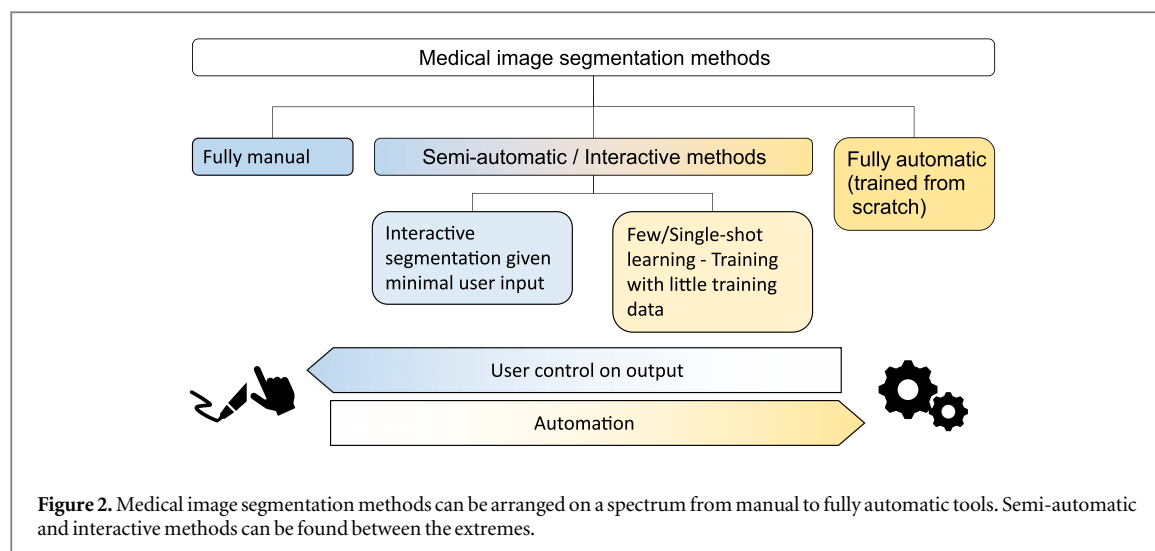 Medical image segmentation methods
Fully manual
Semi-automatic / Interactive methods
Fully automatic
(trained from
scratch)
Interactive
segmentation given
minimal user input
Few/Single-shot
learning - Training
with little training
data
User control on output
Automation
Figure 2. Medical image segmentation methods can be arranged on a spectrum from manual to fully automatic tools. Semi-automatic
and interactive methods can be found between the extremes.